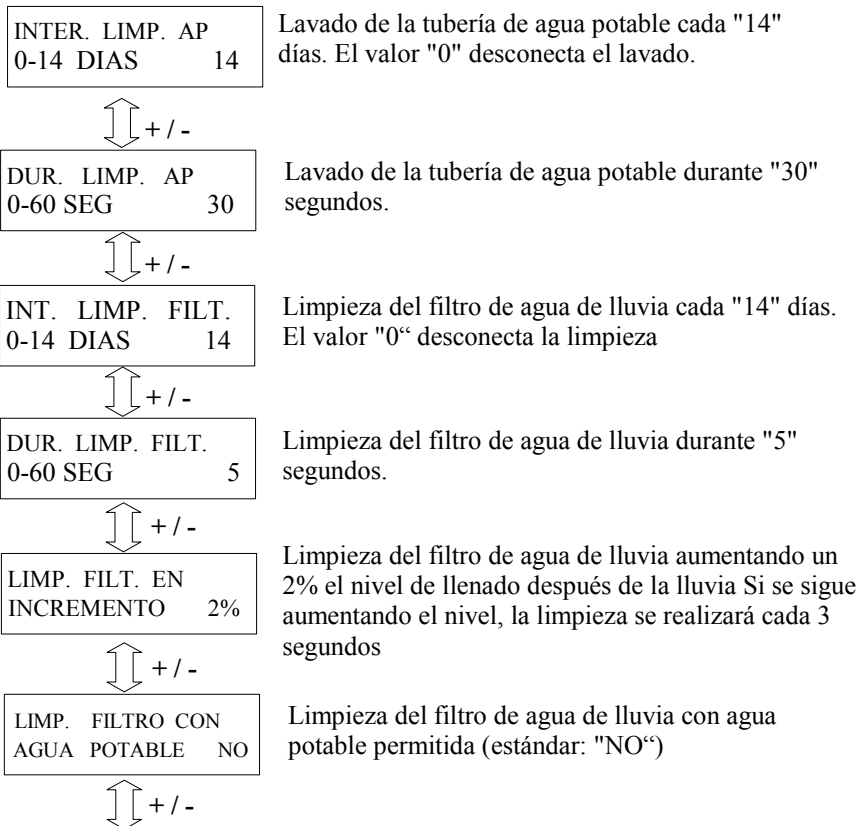 INTER. LIMP. AP
0-14 DIAS 14
Lavado de la tubería de agua potable cada "14"
días. El valor "0" desconecta el lavado.
+ / -
DUR. LIMP. AP
0-60 SEG 30
Lavado de la tubería de agua potable durante "30"
segundos.
+ / -
INT. LIMP. FILT.
0-14 DIAS 14
Limpieza del filtro de agua de lluvia cada "14" días.
El valor "0“ desconecta la limpieza
+ / -
DUR. LIMP. FILT.
0-60 SEG 5
Limpieza del filtro de agua de lluvia durante "5"
segundos.
+ / -
LIMP. FILT. EN
INCREMENTO 2%
Limpieza del filtro de agua de lluvia aumentando un
2% el nivel de llenado después de la lluvia Si se sigue
aumentando el nivel, la limpieza se realizará cada 3
segundos
+ / -
LIMP. FILTRO CON
AGUA POTABLE NO
Limpieza del filtro de agua de lluvia con agua
potable permitida (estándar: "NO“)
+ / -